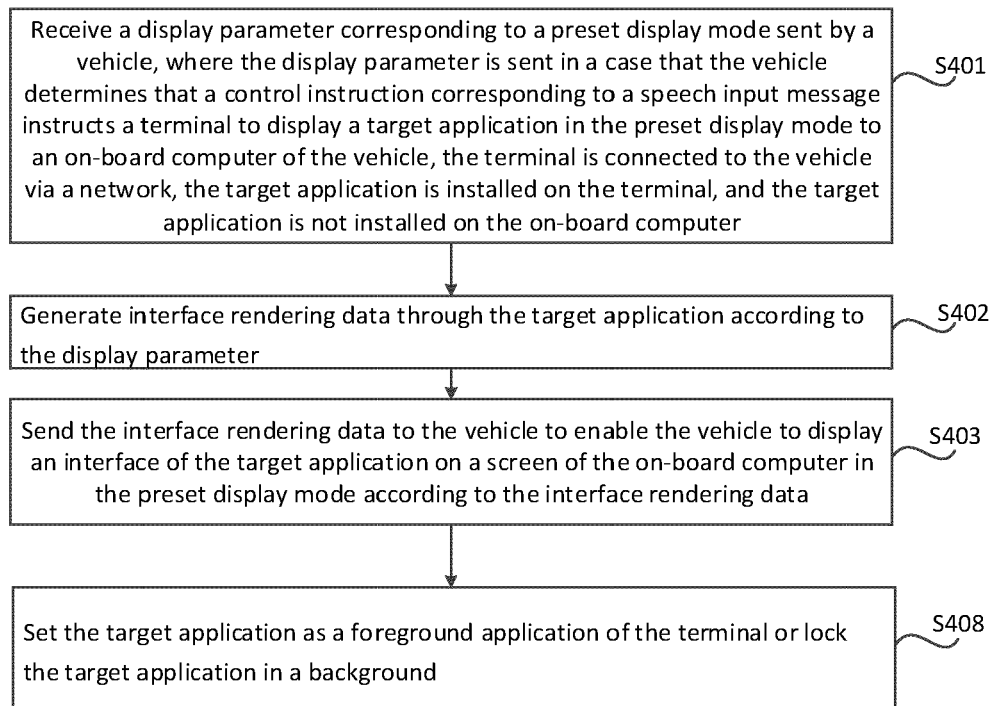 Receive a display parameter corresponding to a preset display mode sent by a
vehicle, where the display parameter is sent in a case that the vehicle
determines that a control instruction corresponding to a speech input message
instructs a terminal to display a target application in the preset display mode to
an on-board computer of the vehicle, the terminal is connected to the vehicle
via a network, the target application is installed on the terminal, and the target
application is not installed on the on-board computer
S401
Generate interface rendering data through the target application according to
the display parameter
S402
Send the interface rendering data to the vehicle to enable the vehicle to display
an interface of the target application on a screen of the on-board computer in
the preset display mode according to the interface rendering data
S403
Set the target application as a foreground application of the terminal or lock
the target application in a background
S408